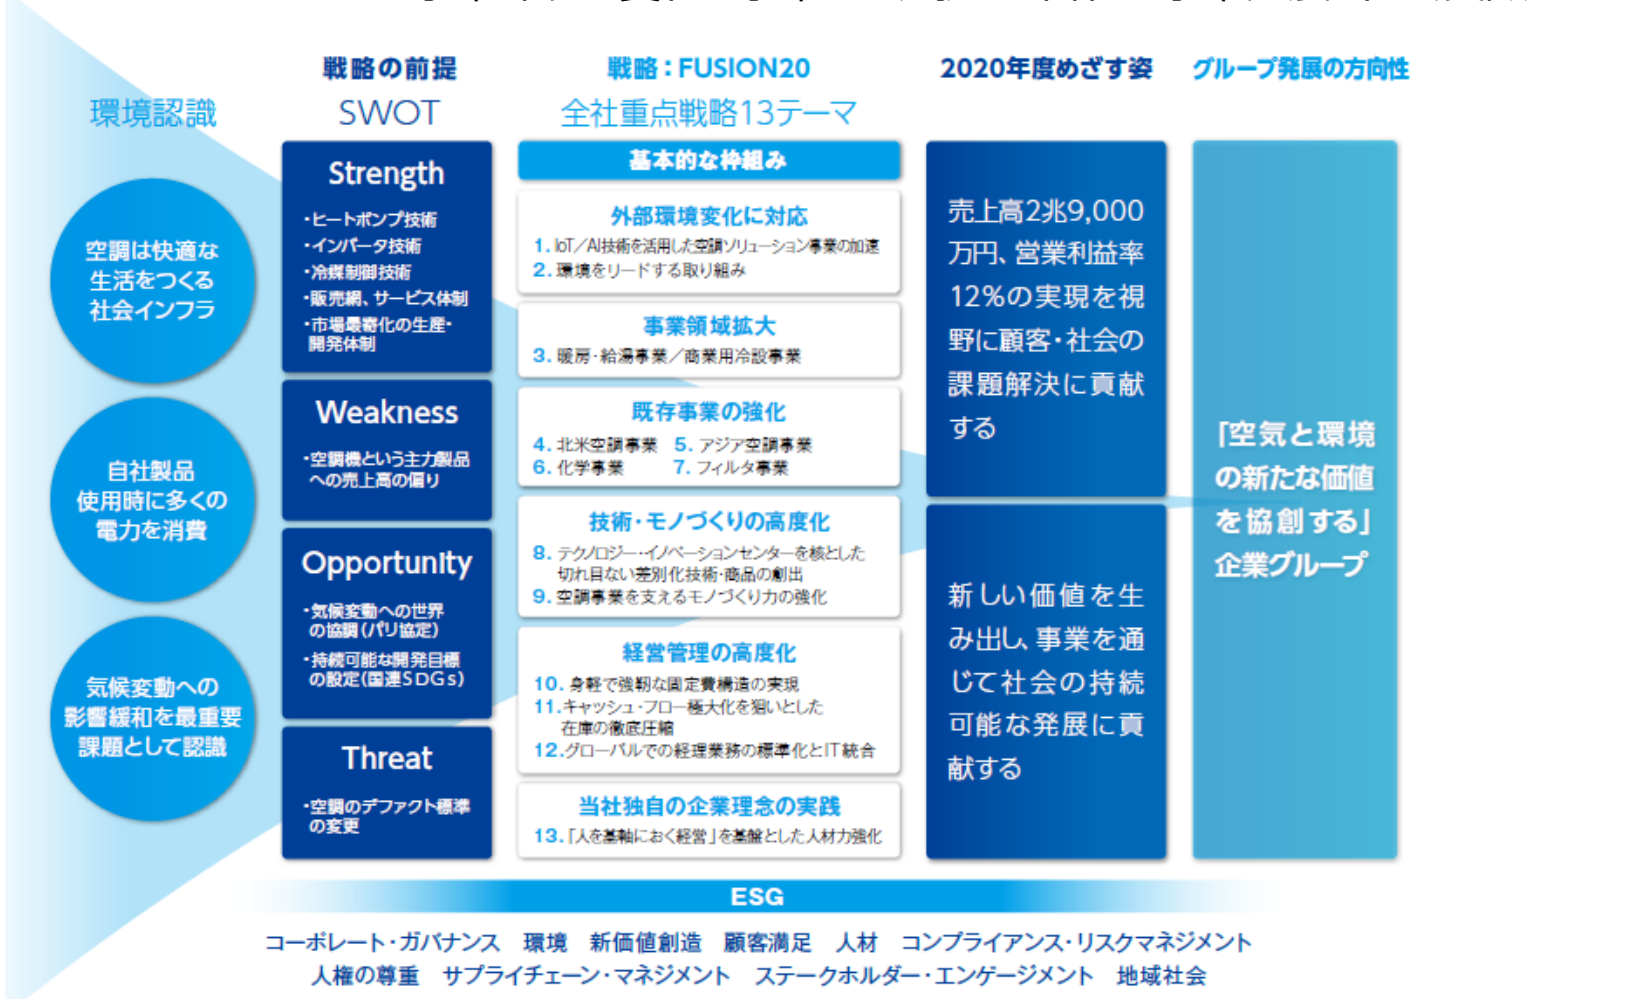 環境認識
空調は快適な
生活をつくる
社会インフラ
自社製品
使用時に多くの
電力を消費
気候変動への
影響緩和を最重要
課題として認識
戦略の前提
SWOT
Strength
・ヒートポンプ技術
・インバータ技術
・冷媒制御技術
・販売網、サービス体制
・市場最寄化の生産・
開発体制
Weakness
・空調機という主力製品
への売上高の偏り
Opportunity
・気候変動への世界
の協調(パリ協定)
・持続可能な開発目標
の設定(国連SDGs)
Threat
・空調のデファクト標準
の変更
戦略：FUSION20
全社重点戦略13テーマ
基本的な枠組み
外部環境変化に対応
1. IoT／AI技術を活用した空調ソリューション事業の加速
2. 環境をリードする取り組み
事業領域拡大
3. 暖房・給湯事業／商業用冷設事業
既存事業の強化
4. 北米空調事業 5. アジア空調事業
6. 化学事業 7. フィルタ事業
技術・モノづくりの高度化
8. テクノロジー・イノベーションセンターを核とした
切れ目ない差別化技術・商品の創出
9. 空調事業を支えるモノづくり力の強化
経営管理の高度化
10. 身軽で強靭な固定費構造の実現
11. キャッシュ・フロー極大化を狙いとした
在庫の徹底圧縮
12. グローバルでの経理業務の標準化とIT統合
当社独自の企業理念の実践
13. 「人を基軸におく経営」を基盤とした人材力強化
2020年度めざす姿
売上高2兆9,000
万円、営業利益率
12%の実現を視
野に顧客・社会の
課題解決に貢献
する
新しい価値を生
み出し、事業を通
じて社会の持続
可能な発展に貢
献する
グループ発展の方向性
「空気と環境
の新たな価値
を協創する」
企業グループ
ESG
コーポレート・ガバナンス 環境 新価値創造 顧客満足 人材 コンプライアンス・リスクマネジメント
人権の尊重 サプライチェーン・マネジメント ステークホルダー・エンゲージメント 地域社会